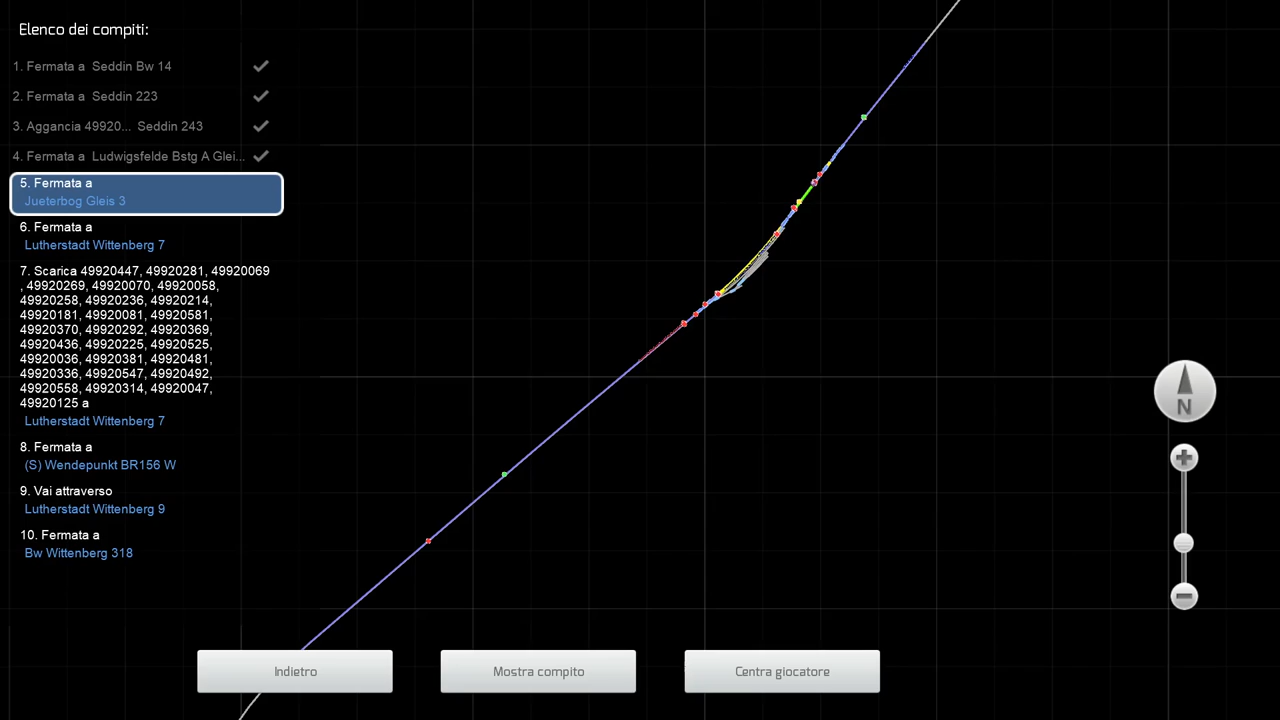 Elenco dei compiti:
1. Fermata a  Seddin Bw 14
2. Fermata a  Seddin 223
3. Aggancia 49920...  Seddin 243
4. Fermata a  Ludwigsfelde Bstg A Glei...
5. Fermata a
Jueterbog Gleis 3
6. Fermata a
Lutherstadt Wittenberg 7
7. Scarica 49920447, 49920281, 49920069
, 49920269, 49920070, 49920058,
49920258, 49920236, 49920214,
49920181, 49920081, 49920581,
49920370, 49920292, 49920369,
49920436, 49920225, 49920525,
49920036, 49920381, 49920481,
49920336, 49920547, 49920492,
49920558, 49920314, 49920047,
49920125 a
Lutherstadt Wittenberg 7
8. Fermata a
(S) Wendepunkt BR156 W
9. Vai attraverso
Lutherstadt Wittenberg 9
10. Fermata a
Bw Wittenberg 318
N
Indietro
Mostra compito
Centra giocatore